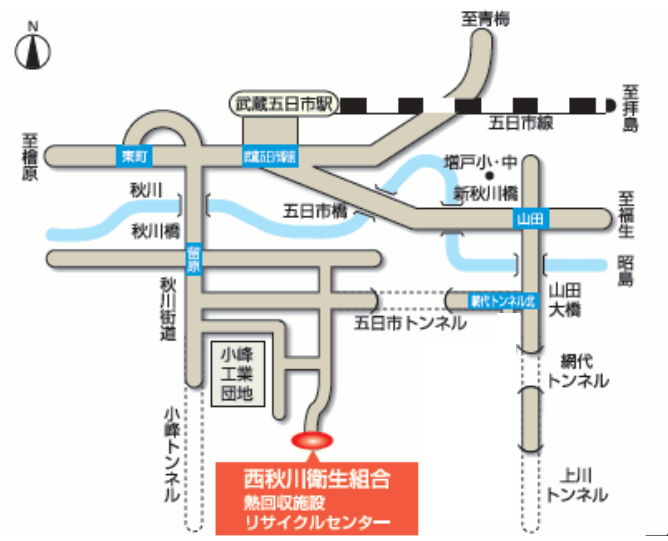 N
至青梅
武蔵五日市駅
至拝島
五日市線
至檜原
東町
武蔵五日市駅前
増戸小・中
秋川
五日市橋
新秋川橋
至福生
山田
秋川橋
留原
昭島
秋川街道
網代トンネル北
山田
大橋
五日市トンネル
小峰
工業
団地
網代
トンネル
小峰トンネル
上川
トンネル
西秋川衛生組合
熱回収施設
リサイクルセンター